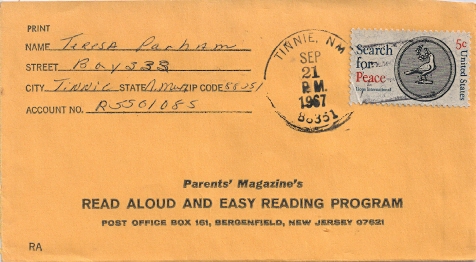 PRINT
NAME Teresa Parham
STREET Box 333
CITY Tinnie STATE N.M. ZIP CODE 88351
ACCOUNT NO. R5501085
TINNIE, NM
SEP
21
P.M.
1967
88351
Search for Peace
Lions International
5c United States
Parents' Magazine's
READ ALOUD AND EASY READING PROGRAM
POST OFFICE BOX 161, BERGENFIELD, NEW JERSEY 07621
RA